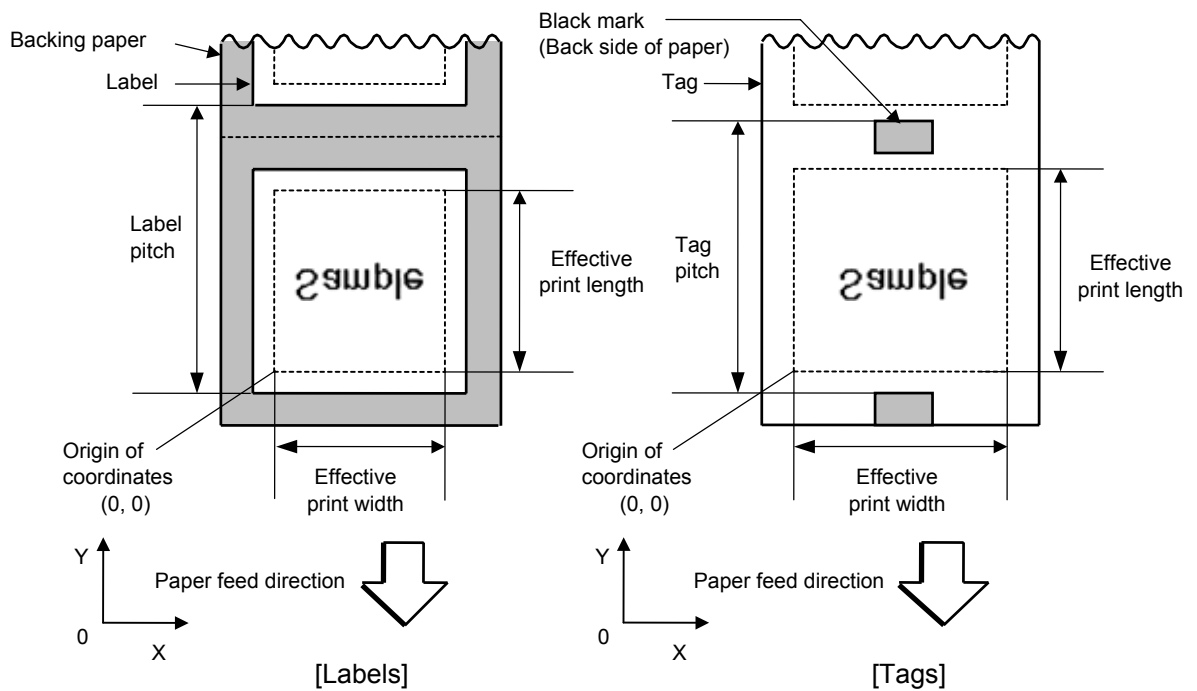 Backing paper
Label
Label
pitch
Sample
Effective
print length
Origin of
coordinates
(0, 0)
Effective
print width
Y
0
X
Paper feed direction
[Labels]
Black mark
(Back side of paper)
Tag
Tag
pitch
Sample
Effective
print length
Origin of
coordinates
(0, 0)
Effective
print width
Y
0
X
Paper feed direction
[Tags]